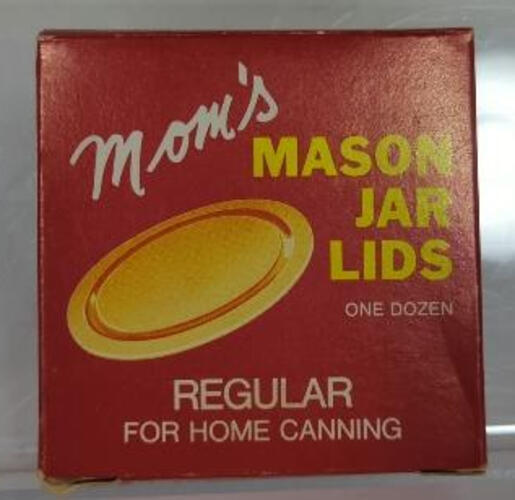 Mom's
MASON
JAR
LIDS
ONE DOZEN
REGULAR
FOR HOME CANNING